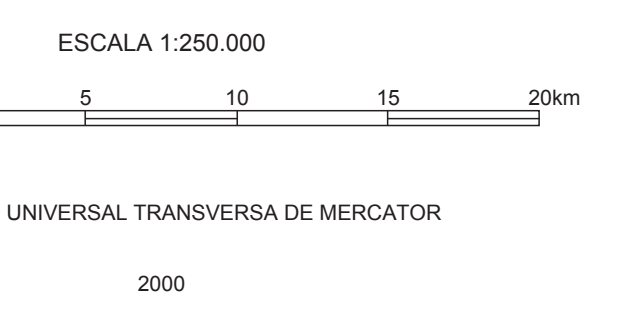 ESCALA 1:250.000
5 10 15 20km
UNIVERSAL TRANSVERSA DE MERCATOR
2000